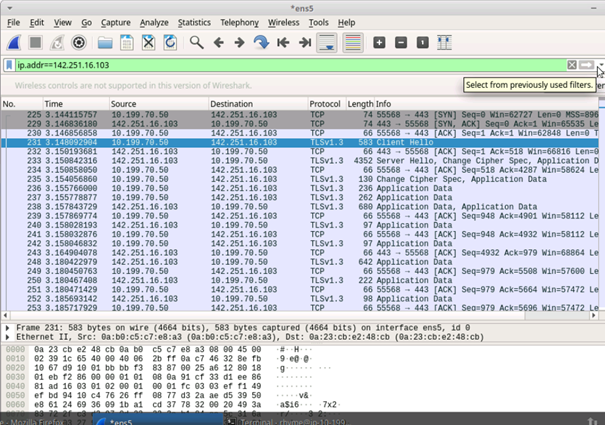 *ens5
File Edit View Go Capture Analyze Statistics Telephony Wireless Tools Help
ip.addr==142.251.16.103
Wireless controls are not supported in this version of Wireshark.
Select from previously used filters.
No. Time Source Destination Protocol Length Info
225 3.144115757 10.199.70.50 142.251.16.103 TCP 74 55568 → 443 [SYN] Seq=0 Win=62727 Len=0 MSS=896
229 3.146836180 142.251.16.103 10.199.70.50 TCP 74 443 → 55568 [SYN, ACK] Seq=0 Ack=1 Win=65535
230 3.146856858 10.199.70.50 142.251.16.103 TCP 66 55568 → 443 [ACK] Seq=1 Ack=1 Win=62848 Len=0
231 3.148092904 10.199.70.50 142.251.16.103 TLSv1.3 583 Client Hello
232 3.150193681 142.251.16.103 10.199.70.50 TCP 66 443 → 55568 [ACK] Seq=1 Ack=518 Win=66816 Le
233 3.150842316 142.251.16.103 10.199.70.50 TLSv1.3 4352 Server Hello, Change Cipher Spec, Application D
234 3.150858050 10.199.70.50 142.251.16.103 TCP 66 55568 → 443 [ACK] Seq=518 Ack=4287 Win=58624
235 3.154056860 10.199.70.50 142.251.16.103 TLSv1.3 130 Change Cipher Spec, Application Data
236 3.155766000 10.199.70.50 142.251.16.103 TLSv1.3 236 Application Data
237 3.155778877 10.199.70.50 142.251.16.103 TLSv1.3 262 Application Data
238 3.157843729 142.251.16.103 10.199.70.50 TLSv1.3 680 Application Data, Application Data
239 3.157869774 10.199.70.50 142.251.16.103 TCP 66 55568 → 443 [ACK] Seq=948 Ack=4901 Win=58112
240 3.158028193 142.251.16.103 10.199.70.50 TLSv1.3 97 Application Data
241 3.158032876 10.199.70.50 142.251.16.103 TCP 66 55568 → 443 [ACK] Seq=948 Ack=4932 Win=58112
242 3.158046832 10.199.70.50 142.251.16.103 TLSv1.3 97 Application Data
243 3.164904078 142.251.16.103 10.199.70.50 TCP 66 443 → 55568 [ACK] Seq=4932 Ack=979 Win=68864
248 3.180422979 142.251.16.103 10.199.70.50 TLSv1.3 642 Application Data
249 3.180450763 10.199.70.50 142.251.16.103 TCP 66 55568 → 443 [ACK] Seq=979 Ack=5508 Win=57600
250 3.180467408 142.251.16.103 10.199.70.50 TLSv1.3 222 Application Data
251 3.180471429 10.199.70.50 142.251.16.103 TCP 66 55568 → 443 [ACK] Seq=979 Ack=5664 Win=57472
252 3.185693142 142.251.16.103 10.199.70.50 TLSv1.3 98 Application Data
253 3.185717929 10.199.70.50 142.251.16.103 TCP 66 55568 → 443 [ACK] Seq=979 Ack=5696 Win=57472
Frame 231: 583 bytes on wire (4664 bits), 583 bytes captured (4664 bits) on interface ens5, id 0
Ethernet II, Src: 0a:b0:b0:c5:c7:e8:a3 (0a:b0:c5:c7:e8:a3), Dst: 0a:23:cb:e2:48:cb (0a:23:cb:e2:48:cb)
0000 0a 23 cb e2 48 cb 0a b0 c5 c7 e8 a3 08 00 45 00
0010 02 39 1c 65 40 00 40 06 2b ff 0a c7 46 32 8e fb
0020 10 67 d9 10 01 bb bb f3 83 87 00 25 a6 12 80 18
0030 01 eb f2 86 00 00 01 01 08 0a 91 cf 33 d1 ee 86
0040 81 ad 16 03 01 02 00 01 00 01 fc 03 03 ef f1 49
0050 ef bd 94 10 c4 76 26 ff 08 77 d3 2a ae d5 39 50
0060 e8 61 24 69 36 09 1b a1 cd 37 78 32 00 20 49 3a
- Mozilla Firefox
*ens5
Terminal -